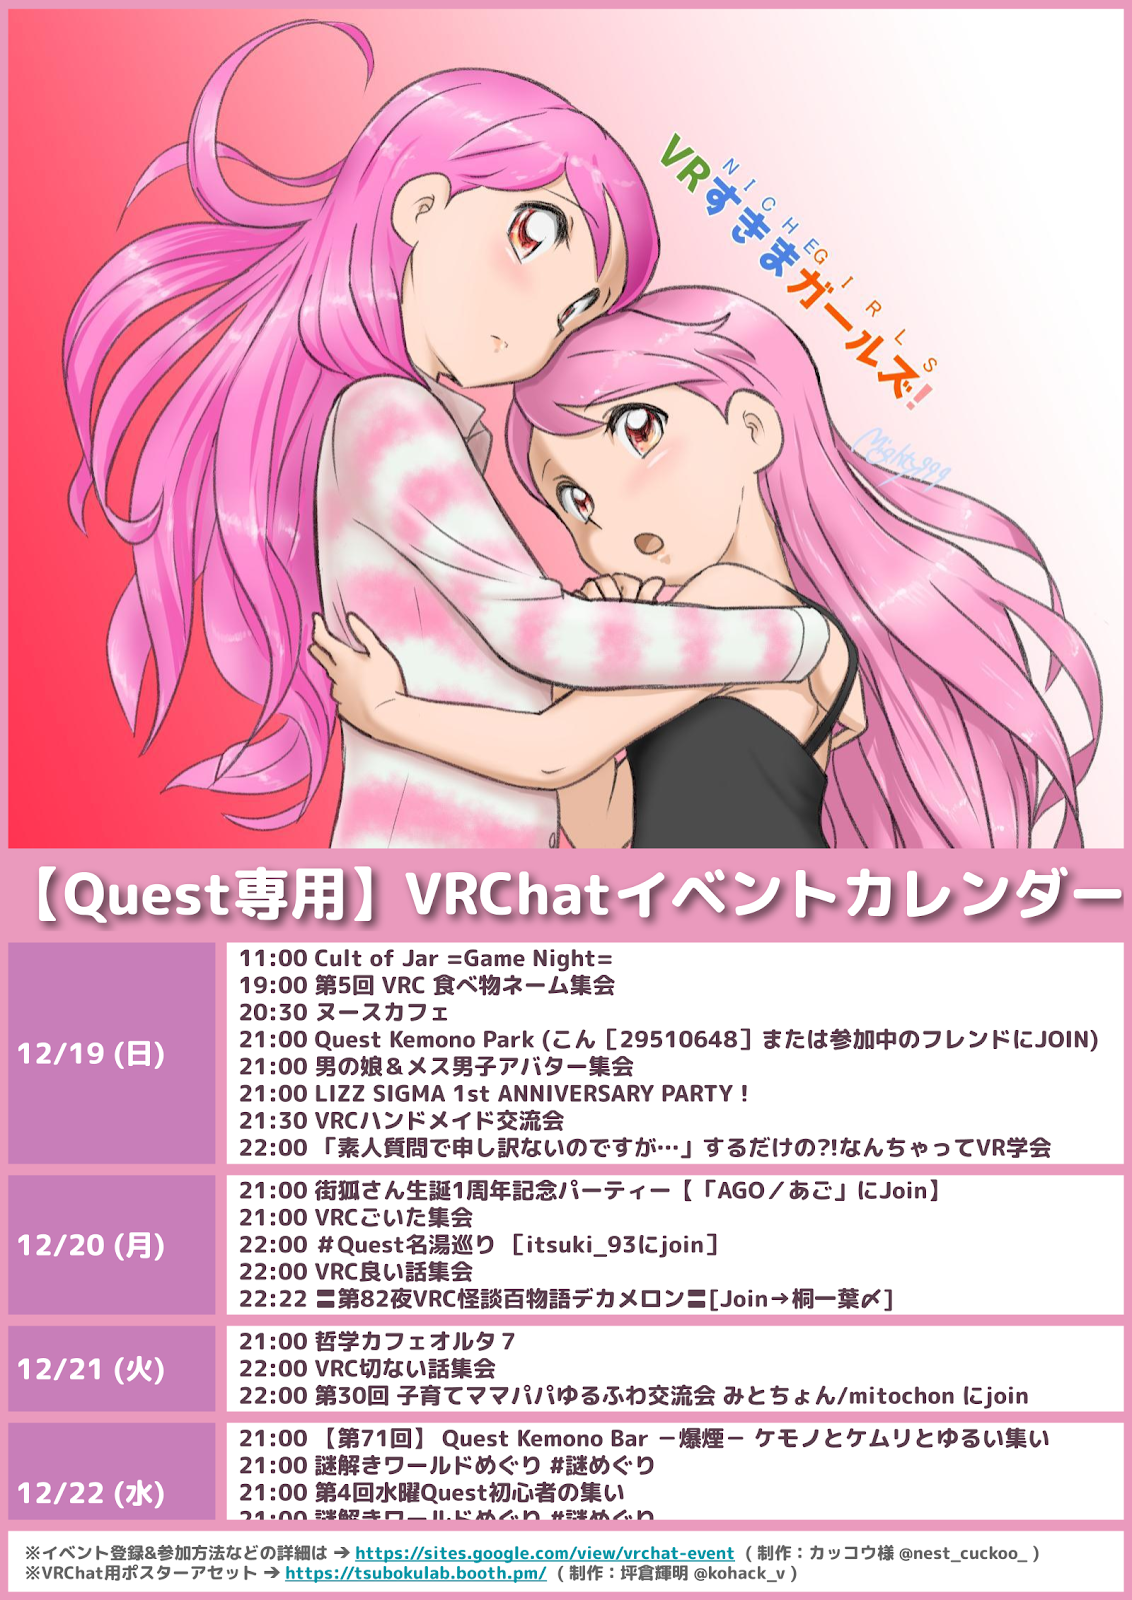 NICHE GIRLS
VRすきまガールズ!
Mighty999
【Quest専用】VRChatイベントカレンダー
12/19 (日)
11:00 Cult of Jar =Game Night=
19:00 第5回 VRC 食べ物ネーム集会
20:30 ヌースカフェ
21:00 Quest Kemono Park (こん［29510648］または参加中のフレンドにJOIN)
21:00 男の娘＆メス男子アバター集会
21:00 LIZZ SIGMA 1st ANNIVERSARY PARTY！
21:30 VRCハンドメイド交流会
22:00 「素人質問で申し訳ないのですが…」するだけの?!なんちゃってVR学会
12/20 (月)
21:00 街狐さん生誕1周年記念パーティー【「AGO／あご」にJoin】
21:00 VRCごいた集会
22:00 ＃Quest名湯巡り ［itsuki_93にjoin］
22:00 VRC良い話集会
22:22 〓第82夜VRC怪談百物語デカメロン〓[Join→桐一葉〆]
12/21 (火)
21:00 哲学カフェオルタ７
22:00 VRC切ない話集会
22:00 第30回 子育てママパパゆるふわ交流会 みとちょん/mitochon にjoin
12/22 (水)
21:00 【第71回】 Quest Kemono Bar －爆煙－ ケモノとケムリとゆるい集い
21:00 謎解きワールドめぐり #謎めぐり
21:00 第4回水曜Quest初心者の集い
21:00 謎解きワールドめぐり #謎めぐり
※イベント登録&参加方法などの詳細は → https://sites.google.com/view/vrchat-event ( 制作：カッコウ様 @nest_cuckoo_ )
※VRChat用ポスターアセット → https://tsubokulab.booth.pm/ ( 制作：坪倉輝明 @kohack_v )